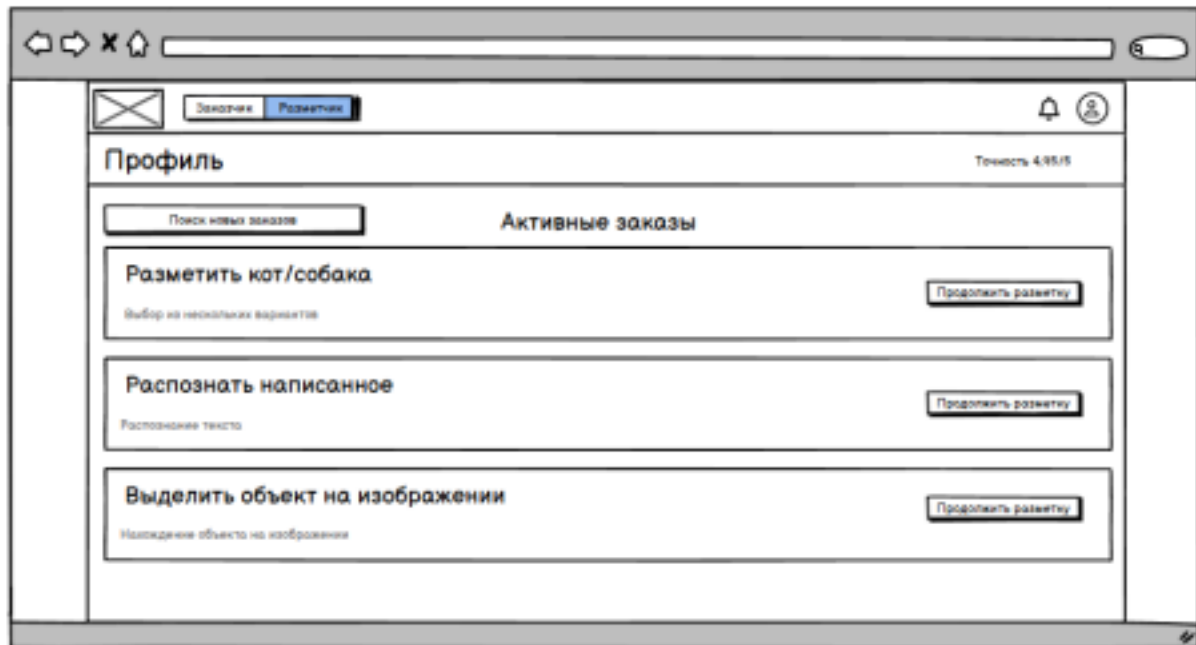 Заказчик Разметчик
Профиль
Точность 4,95/5
Поиск новых заказов
Активные заказы
Разметить кот/собака
Выбор из нескольких вариантов
Продолжить разметку
Распознать написанное
Распознание текста
Продолжить разметку
Выделить объект на изображении
Нахождение объекта на изображении
Продолжить разметку